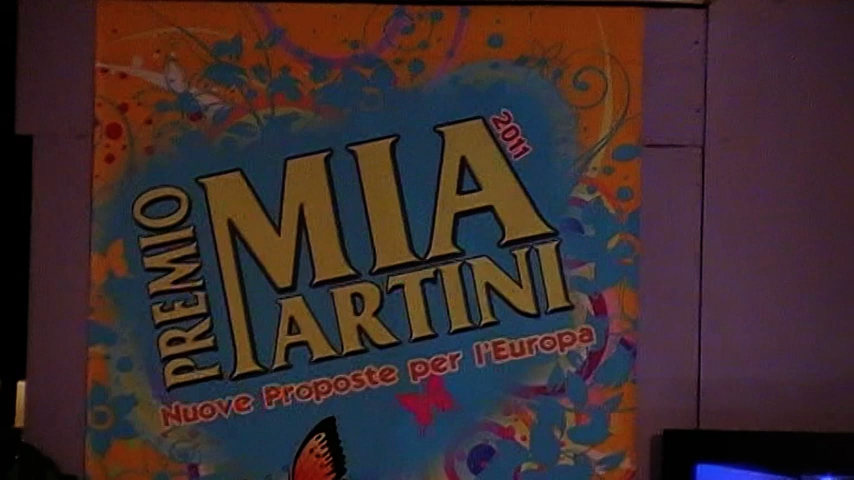 PREMIO
MIA
MARTINI
2011
Nuove Proposte per l'Europa